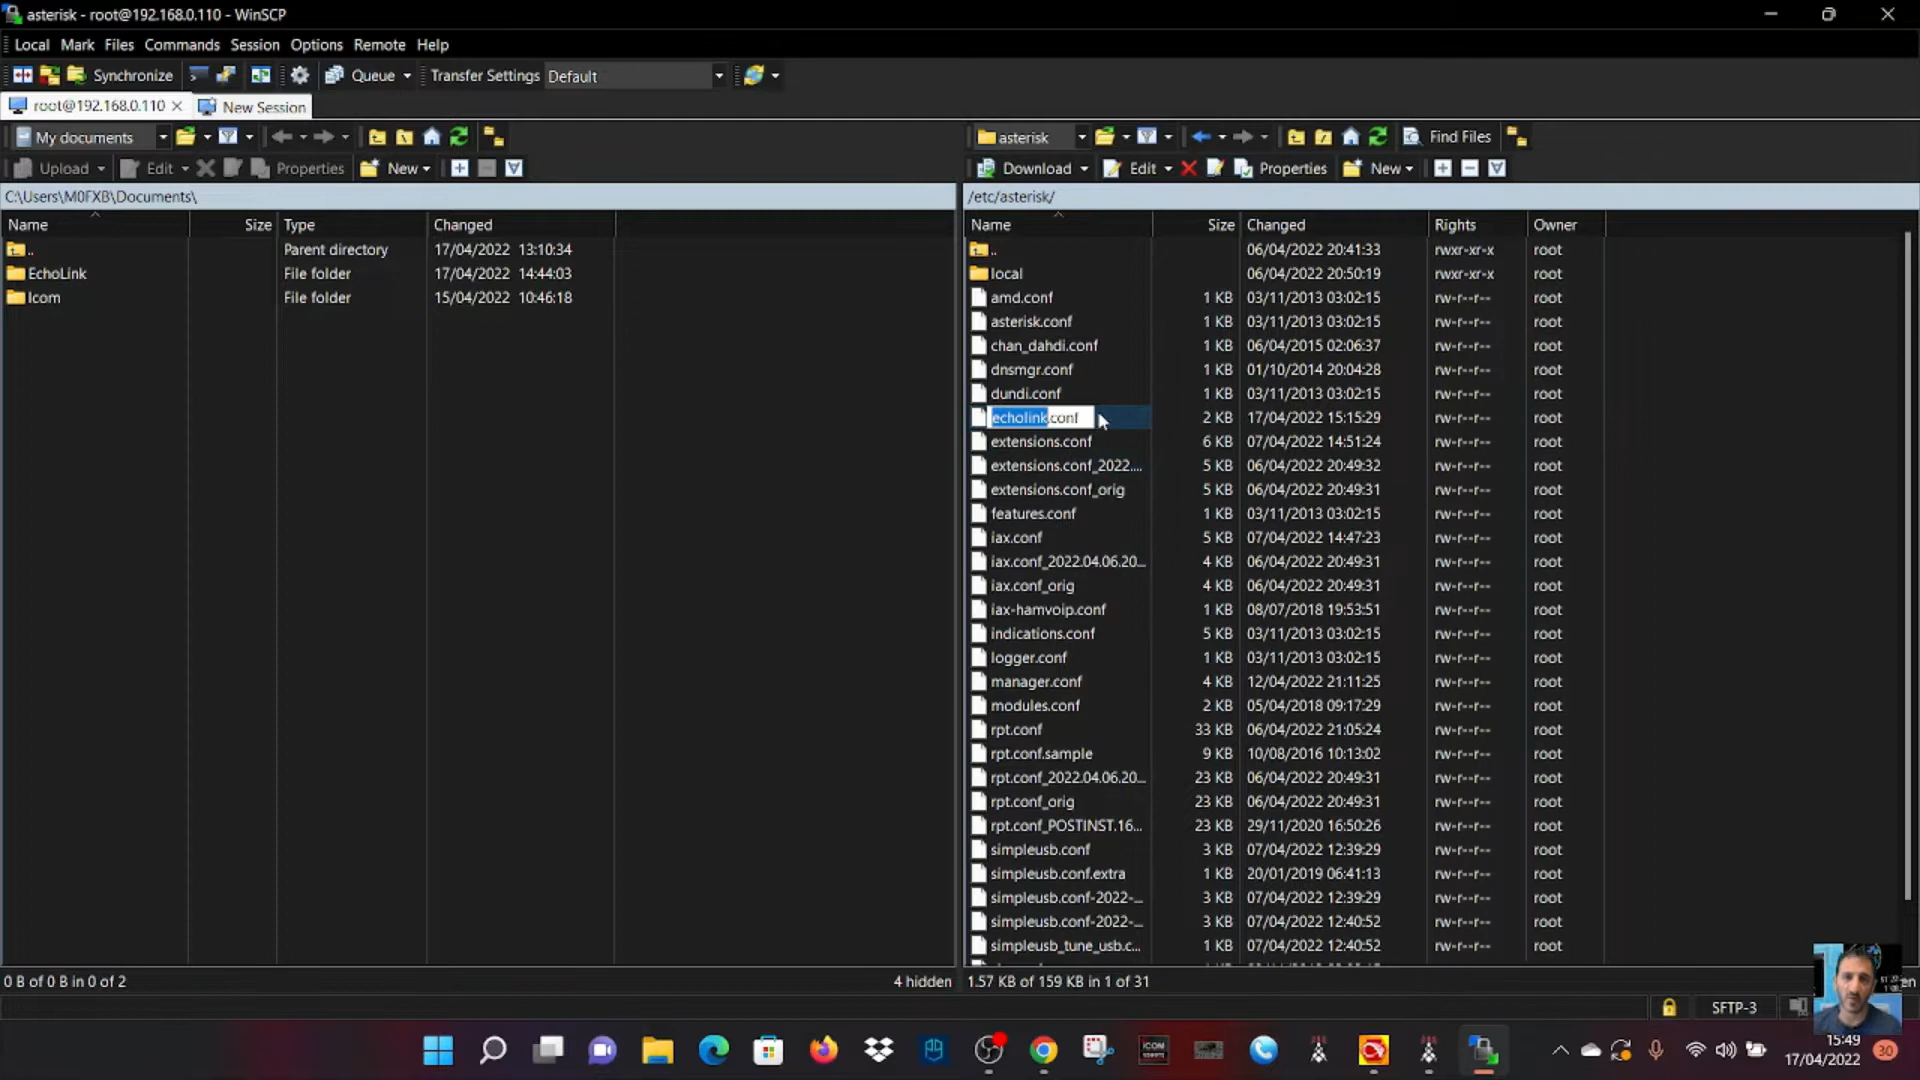 asterisk - root@192.168.0.110 - WinSCP
Local Mark Files Commands Session Options Remote Help
Synchronize Queue Transfer Settings Default
root@192.168.0.110 New Session
My documents
asterisk Find Files
Upload Edit Properties New
Download Edit Properties New
C:\Users\M0FXB\Documents\
/etc/asterisk/
Name Size Type Changed
.. Parent directory 17/04/2022 13:10:34
EchoLink File folder 17/04/2022 14:44:03
Icom File folder 15/04/2022 10:46:18
Name Size Changed Rights Owner
.. 06/04/2022 20:41:33 rwxr-xr-x root
local 06/04/2022 20:50:19 rwxr-xr-x root
amd.conf 1 KB 03/11/2013 03:02:15 rw-r--r-- root
asterisk.conf 1 KB 03/11/2013 03:02:15 rw-r--r-- root
chan_dahdi.conf 1 KB 06/04/2015 02:06:37 rw-r--r-- root
dnsmgr.conf 1 KB 01/10/2014 20:04:28 rw-r--r-- root
dundi.conf 1 KB 03/11/2013 03:02:15 rw-r--r-- root
echolink.conf 2 KB 17/04/2022 15:15:29 rw-r--r-- root
extensions.conf 6 KB 07/04/2022 14:51:24 rw-r--r-- root
extensions.conf_2022.... 5 KB 06/04/2022 20:49:32 rw-r--r-- root
extensions.conf_orig 5 KB 06/04/2022 20:49:31 rw-r--r-- root
features.conf 1 KB 03/11/2013 03:02:15 rw-r--r-- root
iax.conf 5 KB 07/04/2022 14:47:23 rw-r--r-- root
iax.conf_2022.04.06.20... 4 KB 06/04/2022 20:49:31 rw-r--r-- root
iax.conf_orig 4 KB 06/04/2022 20:49:31 rw-r--r-- root
iax-hamvoip.conf 1 KB 08/07/2018 19:53:51 rw-r--r-- root
indications.conf 5 KB 03/11/2013 03:02:15 rw-r--r-- root
logger.conf 1 KB 03/11/2013 03:02:15 rw-r--r-- root
manager.conf 4 KB 12/04/2022 21:11:25 rw-r--r-- root
modules.conf 2 KB 05/04/2018 09:17:29 rw-r--r-- root
rpt.conf 33 KB 06/04/2022 21:05:24 rw-r--r-- root
rpt.conf.sample 9 KB 10/08/2016 10:13:02 rw-r--r-- root
rpt.conf_2022.04.06.20... 23 KB 06/04/2022 20:49:31 rw-r--r-- root
rpt.conf_orig 23 KB 06/04/2022 20:49:31 rw-r--r-- root
rpt.conf_POSTINST.16... 23 KB 29/11/2020 16:50:26 rw-r--r-- root
simpleusb.conf 3 KB 07/04/2022 12:39:29 rw-r--r-- root
simpleusb.conf.extra 1 KB 20/01/2019 06:41:13 rw-r--r-- root
simpleusb.conf-2022-... 3 KB 07/04/2022 12:39:29 rw-r--r-- root
simpleusb.conf-2022-... 3 KB 07/04/2022 12:40:52 rw-r--r-- root
simpleusb_tune_usb.c... 1 KB 07/04/2022 12:40:52 rw-r--r-- root
0 B of 0 B in 0 of 2 4 hidden
1.57 KB of 159 KB in 1 of 31
SFTP-3
ICOM
15:49
17/04/2022
30